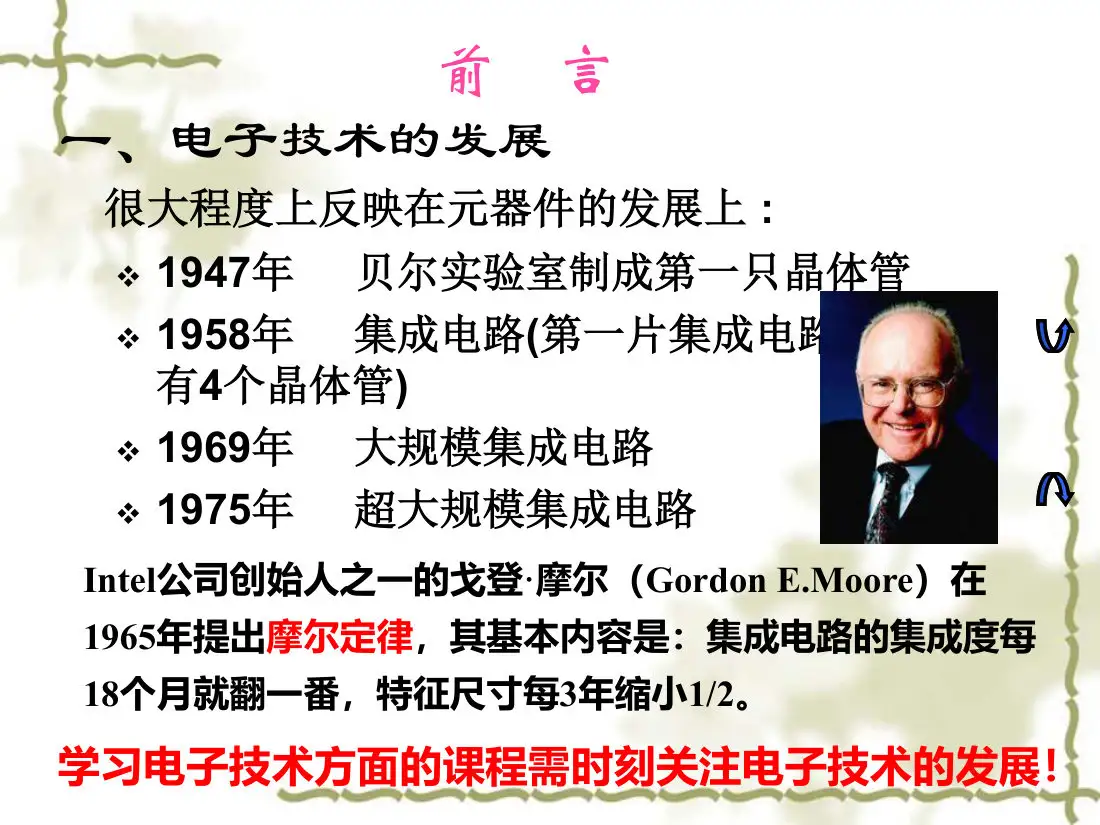 前 言
一、电子技术的发展
很大程度上反映在元器件的发展上：
❖ 1947年 贝尔实验室制成第一只晶体管
❖ 1958年 集成电路(第一片集成电路
有4个晶体管)
❖ 1969年 大规模集成电路
❖ 1975年 超大规模集成电路
Intel公司创始人之一的戈登·摩尔（Gordon E.Moore）在
1965年提出摩尔定律，其基本内容是：集成电路的集成度每
18个月就翻一番，特征尺寸每3年缩小1/2。
学习电子技术方面的课程需时刻关注电子技术的发展！